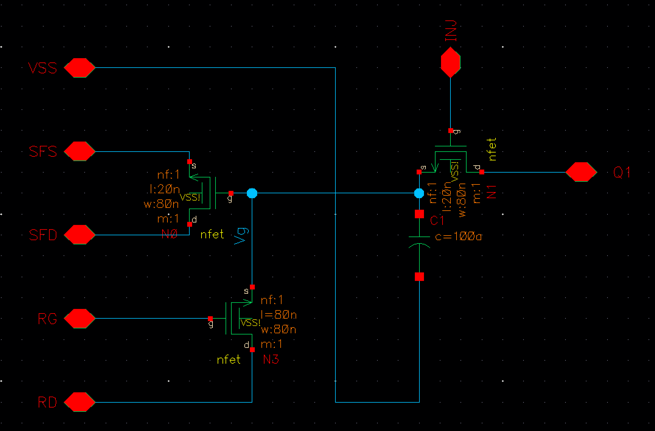 INJ
VSS
g
nfet
SFS
s
s
VSS!
d
Q1
nf:1
l:20n
w:80n
m:1
N1
nf:1
l:20n
w:80n
m:1
N0
VSS!
g
d
nfet
C1
c=100a
SFD
Vg
s
nf:1
l=80n
w:80n
m:1
N3
RG
g
VSS!
d
nfet
RD